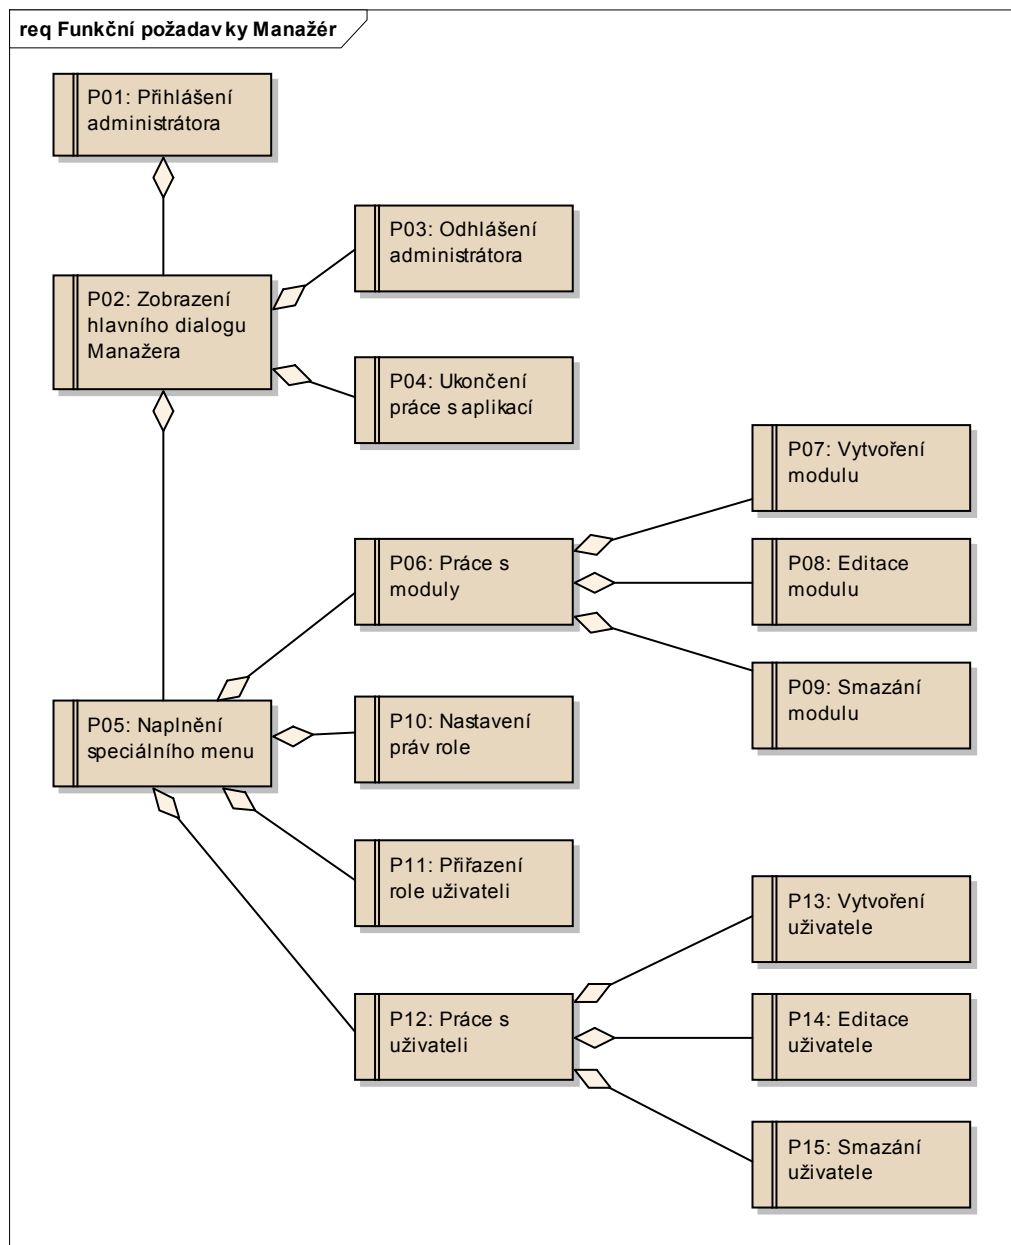 req Funkční požadavky Manažér
P01: Přihlášení
administrátora
P03: Odhlášení
administrátora
P02: Zobrazení
hlavního dialogu
Manažera
P04: Ukončení
práce s aplikací
P07: Vytvoření
modulu
P06: Práce s
moduly
P08: Editace
modulu
P09: Smazání
modulu
P05: Naplnění
speciálního menu
P10: Nastavení
práv role
P11: Přiřazení
role uživateli
P13: Vytvoření
uživatele
P12: Práce s
uživateli
P14: Editace
uživatele
P15: Smazání
uživatele